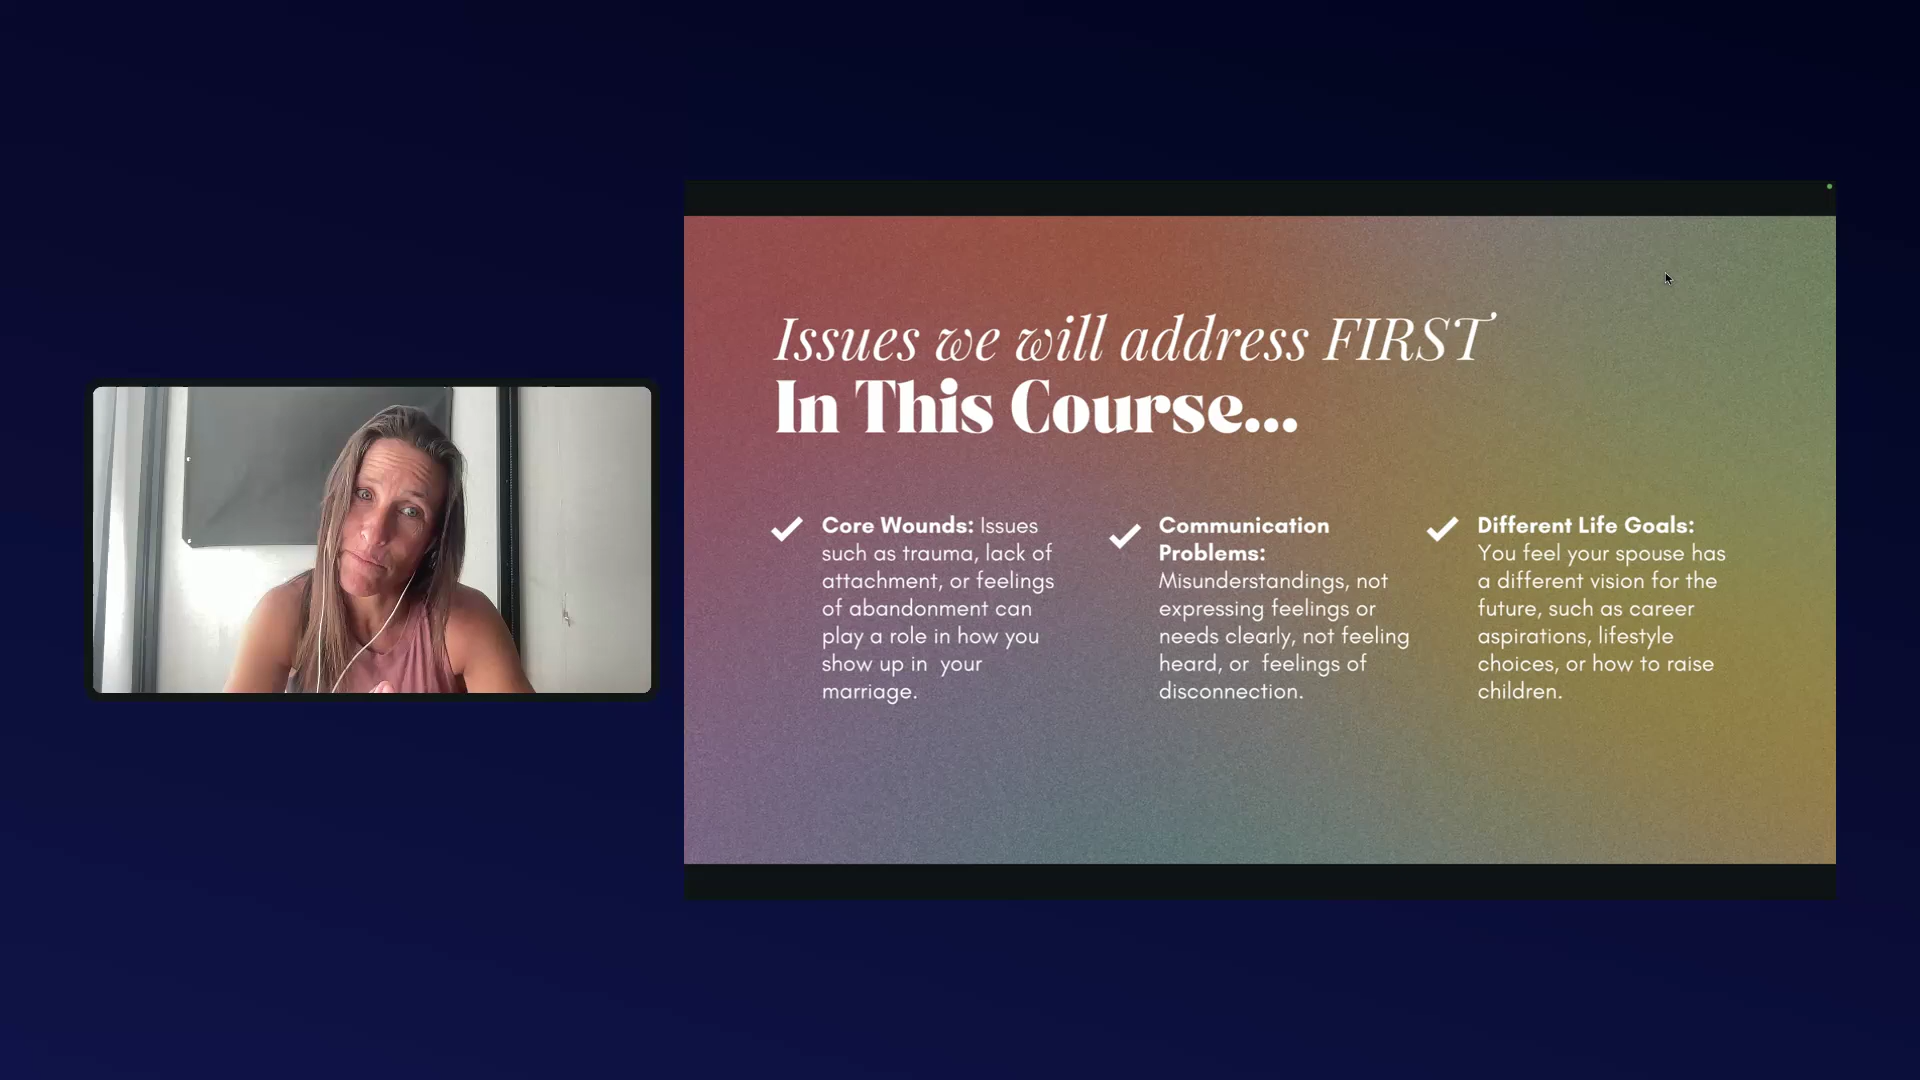 Issues we will address FIRST
In This Course...
Core Wounds: Issues
such as trauma, lack of
attachment, or feelings
of abandonment can
play a role in how you
show up in  your
marriage.
Communication
Problems:
Misunderstandings, not
expressing feelings or
needs clearly, not feeling
heard, or  feelings of
disconnection.
Different Life Goals:
You feel your spouse has
a different vision for the
future, such as career
aspirations, lifestyle
choices, or how to raise
children.